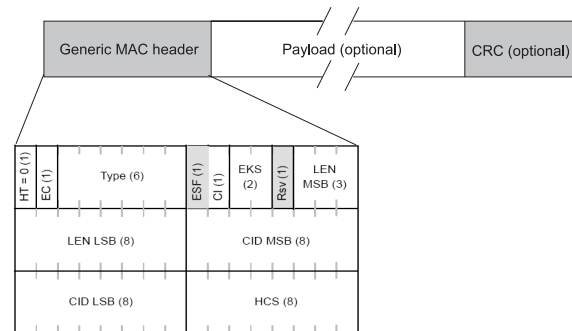 Generic MAC header
Payload (optional)
CRC (optional)
HT = 0 (1)
EC (1)
Type (6)
ESF (1)
CI (1)
EKS
(2)
Rsv (1)
LEN
MSB (3)
LEN LSB (8)
CID MSB (8)
CID LSB (8)
HCS (8)